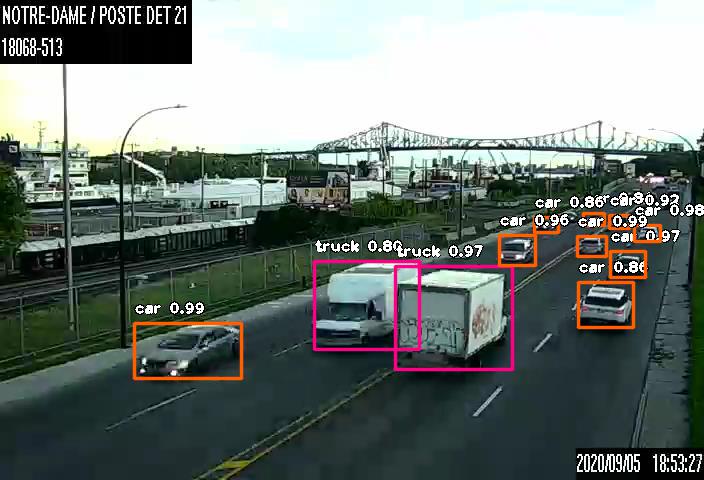 NOTRE-DAME / POSTE DET 21
18068-513
car 0.86
car 0.92
car 0.98
car 0.96
car 0.99
car 0.97
truck 0.80
truck 0.97
car 0.86
car 0.99
2020/09/05 18:53:27